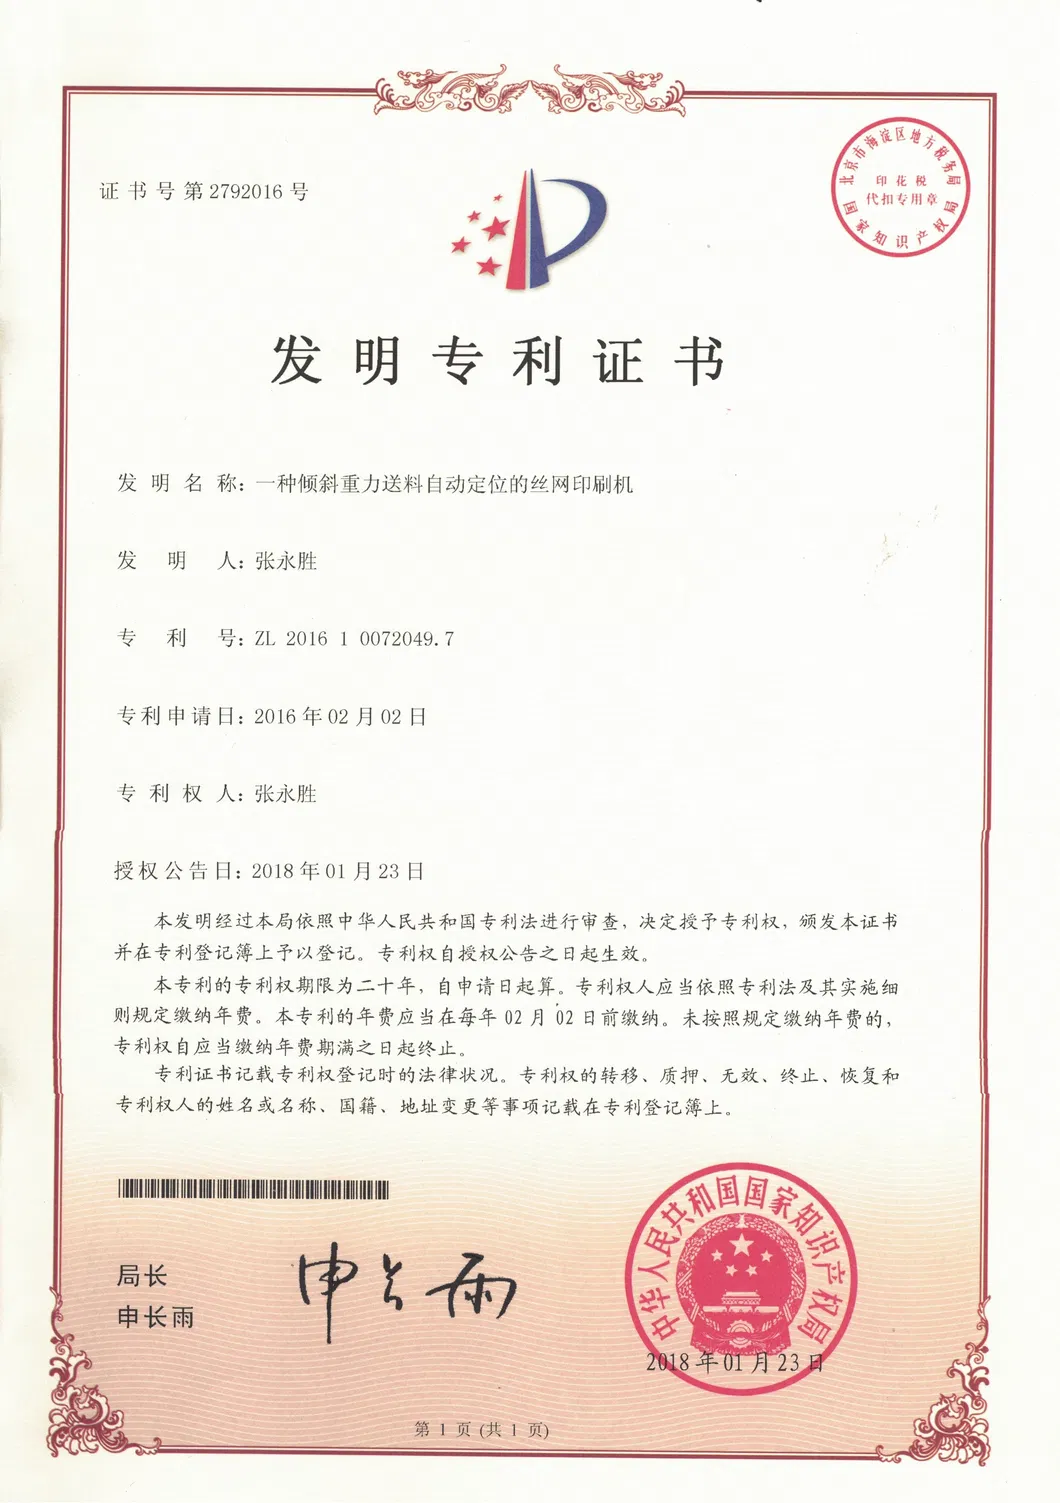 证书号第2792016号
北京市海淀区地方税务局
印花税
代扣专用章
国家知识产权局
发明专利证书
发明名称：一种倾斜重力送料自动定位的丝网印刷机
发明人：张永胜
专利号：ZL 2016 1 0072049.7
专利申请日：2016年02月02日
专利权人：张永胜
授权公告日：2018年01月23日
本发明经过本局依照中华人民共和国专利法进行审查，决定授予专利权，颁发本证书
并在专利登记簿上予以登记。专利权自授权公告之日起生效。
本专利的专利权期限为二十年，自申请日起算。专利权人应当依照专利法及其实施细
则规定缴纳年费。本专利的年费应当在每年02月02日前缴纳。未按照规定缴纳年费的，
专利权自应当缴纳年费期满之日起终止。
专利证书记载专利权登记时的法律状况。专利权的转移、质押、无效、终止、恢复和
专利权人的姓名或名称、国籍、地址变更等事项记载在专利登记簿上。
局长
申长雨
申长雨
中华人民共和国国家知识产权局
2018年01月23日
第1页(共1页)